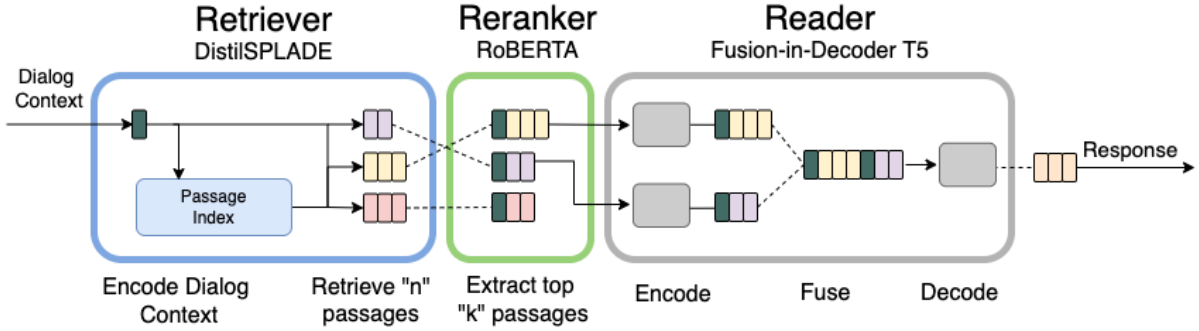 Retriever
DistilSPLADE
Reranker
RoBERTA
Reader
Fusion-in-Decoder T5
Dialog
Context
Passage
Index
Response
Encode Dialog
Context
Retrieve "n"
passages
Extract top
"k" passages
Encode
Fuse
Decode